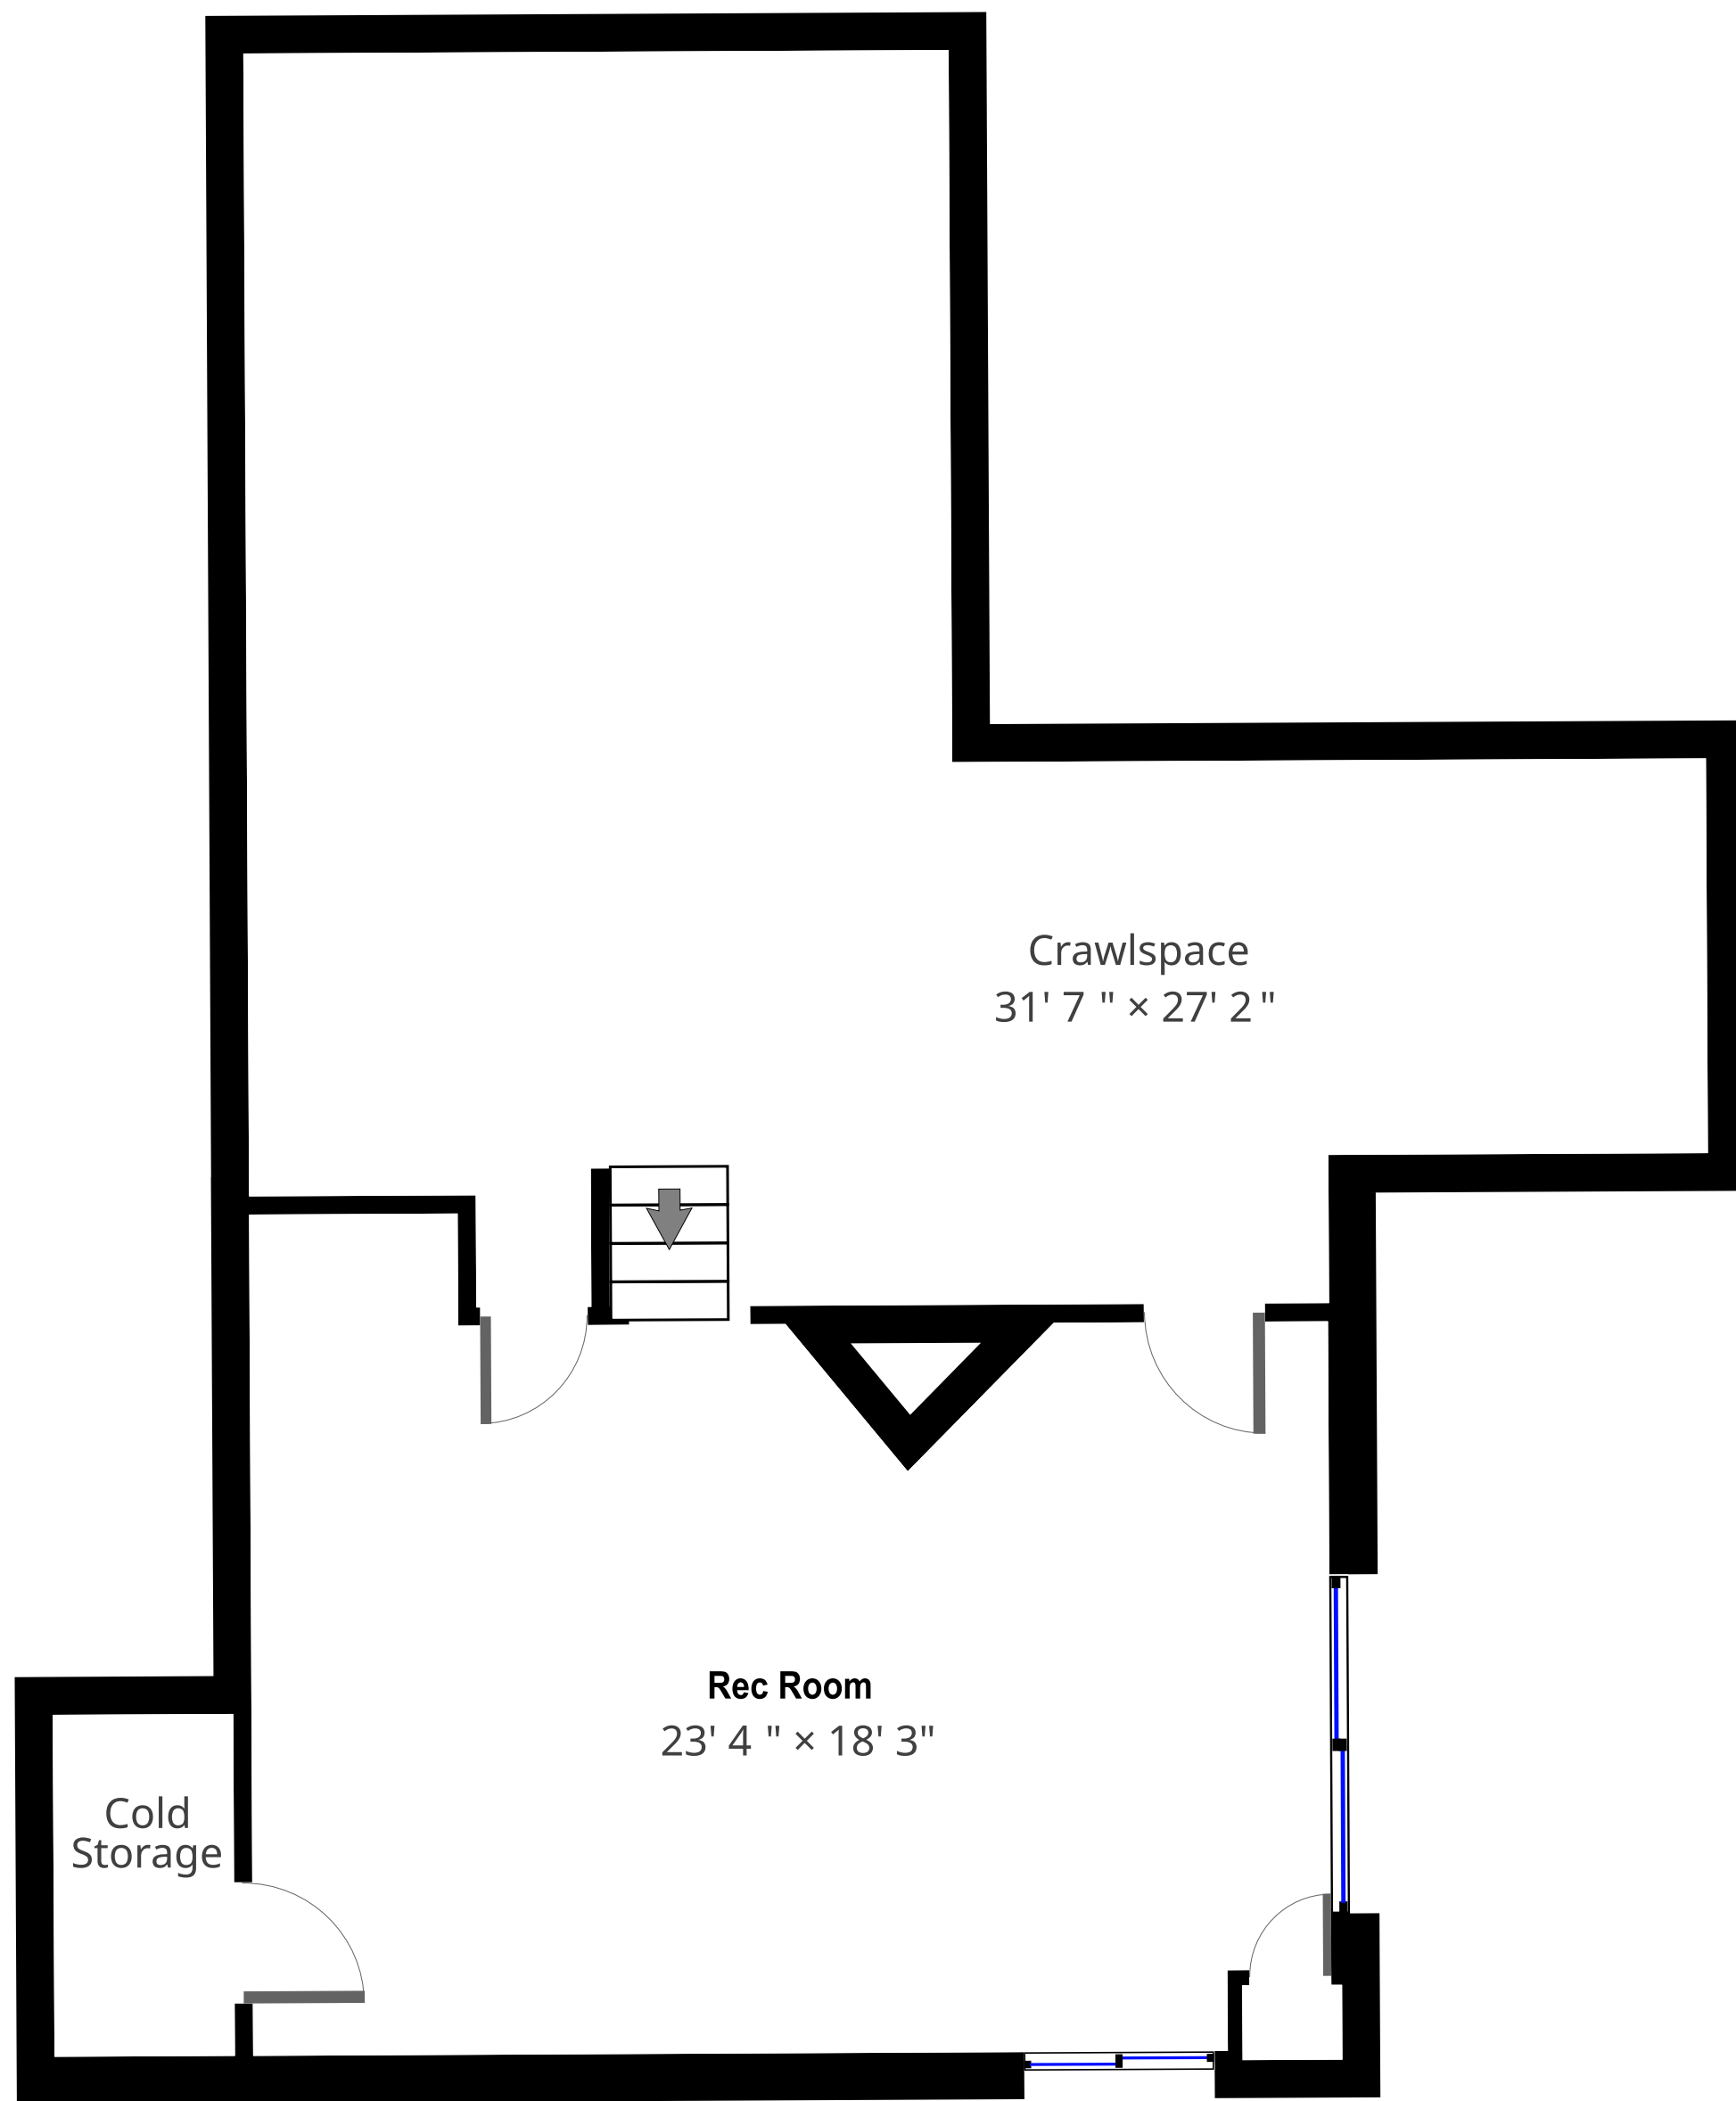 Crawlspace
31' 7 " × 27' 2 "
Rec Room
23' 4 " × 18' 3"
Cold
Storage